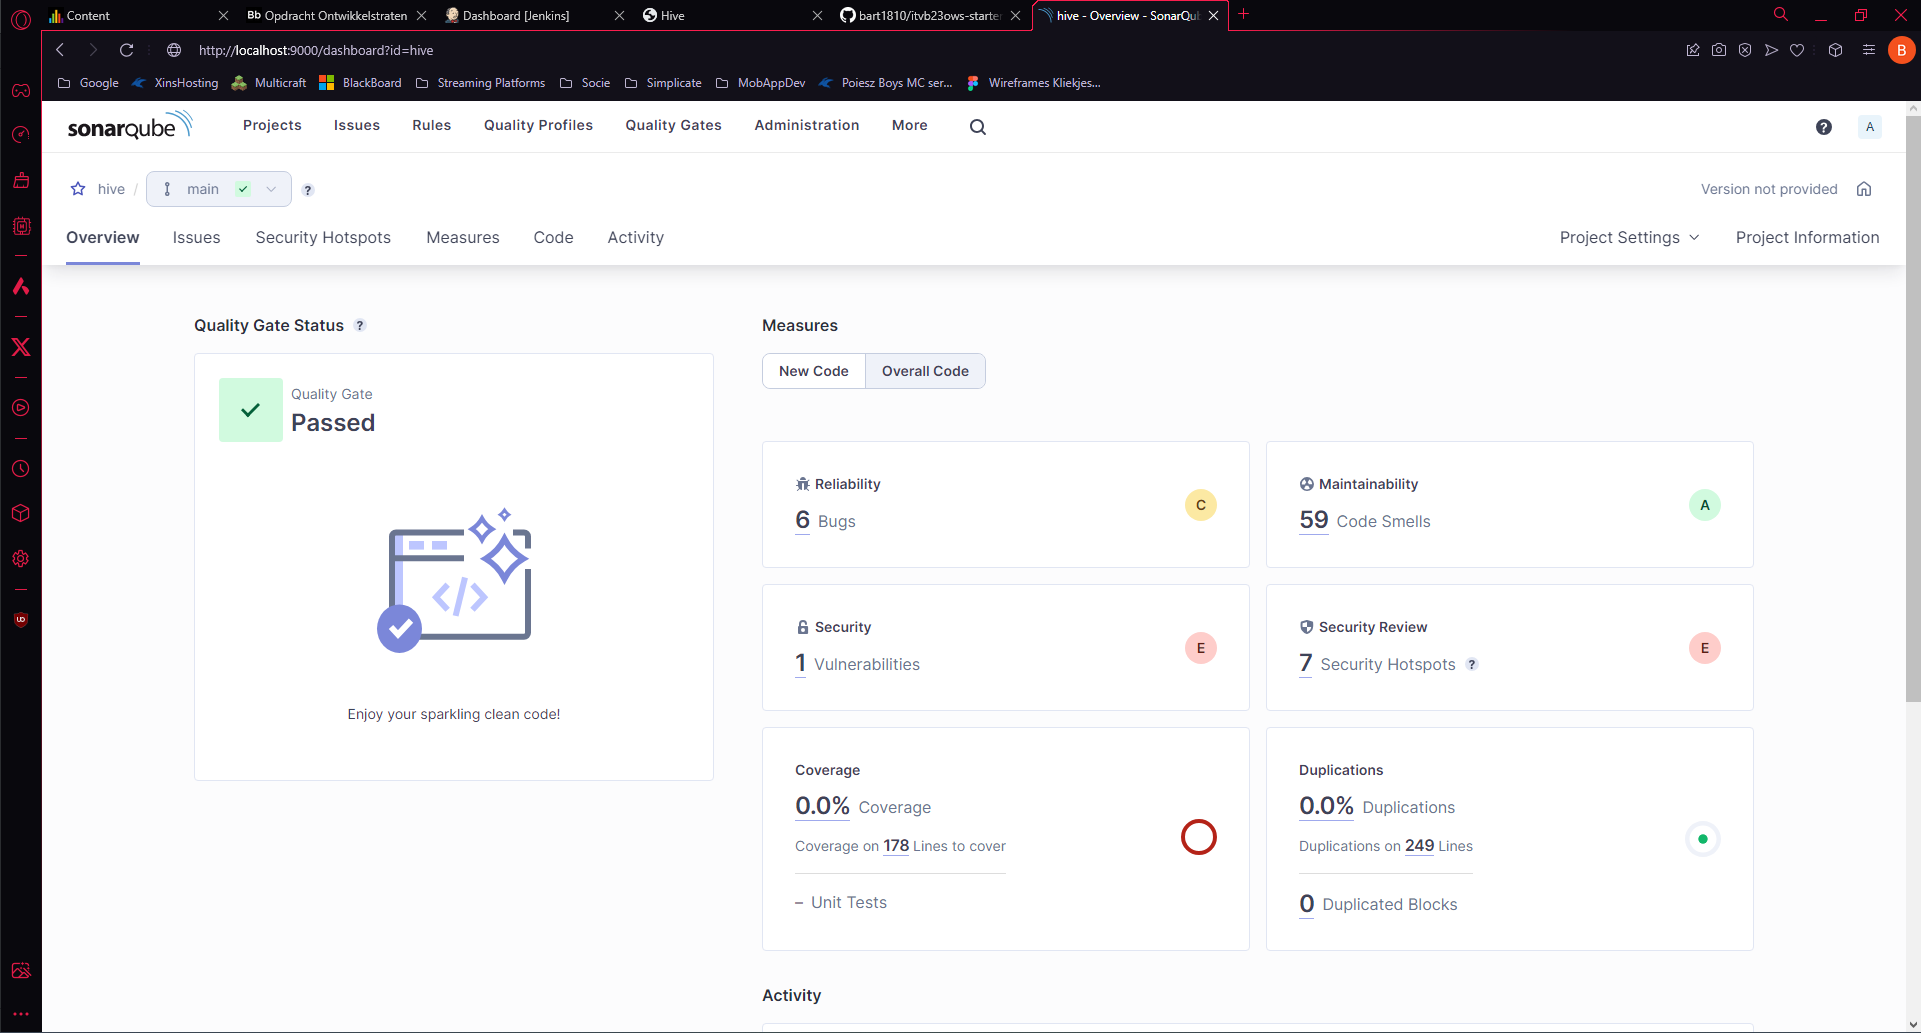 Content
Bb Opdracht Ontwikkelstraten
Dashboard [Jenkins]
Hive
bart1810/itvb23ows-starter
hive - Overview - SonarQub
http://localhost:9000/dashboard?id=hive
B
Google
XinsHosting
Multicraft
BlackBoard
Streaming Platforms
Socie
Simplicate
MobAppDev
Poiesz Boys MC ser...
Wireframes Kliekjes...
sonarqube
Projects
Issues
Rules
Quality Profiles
Quality Gates
Administration
More
?
A
hive / main
?
Version not provided
Overview
Issues
Security Hotspots
Measures
Code
Activity
Project Settings
Project Information
Quality Gate Status ?
Quality Gate
Passed
Enjoy your sparkling clean code!
Measures
New Code
Overall Code
Reliability
6 Bugs
C
Maintainability
59 Code Smells
A
Security
1 Vulnerabilities
E
Security Review
7 Security Hotspots ?
E
Coverage
0.0% Coverage
Coverage on 178 Lines to cover
– Unit Tests
Duplications
0.0% Duplications
Duplications on 249 Lines
0 Duplicated Blocks
Activity